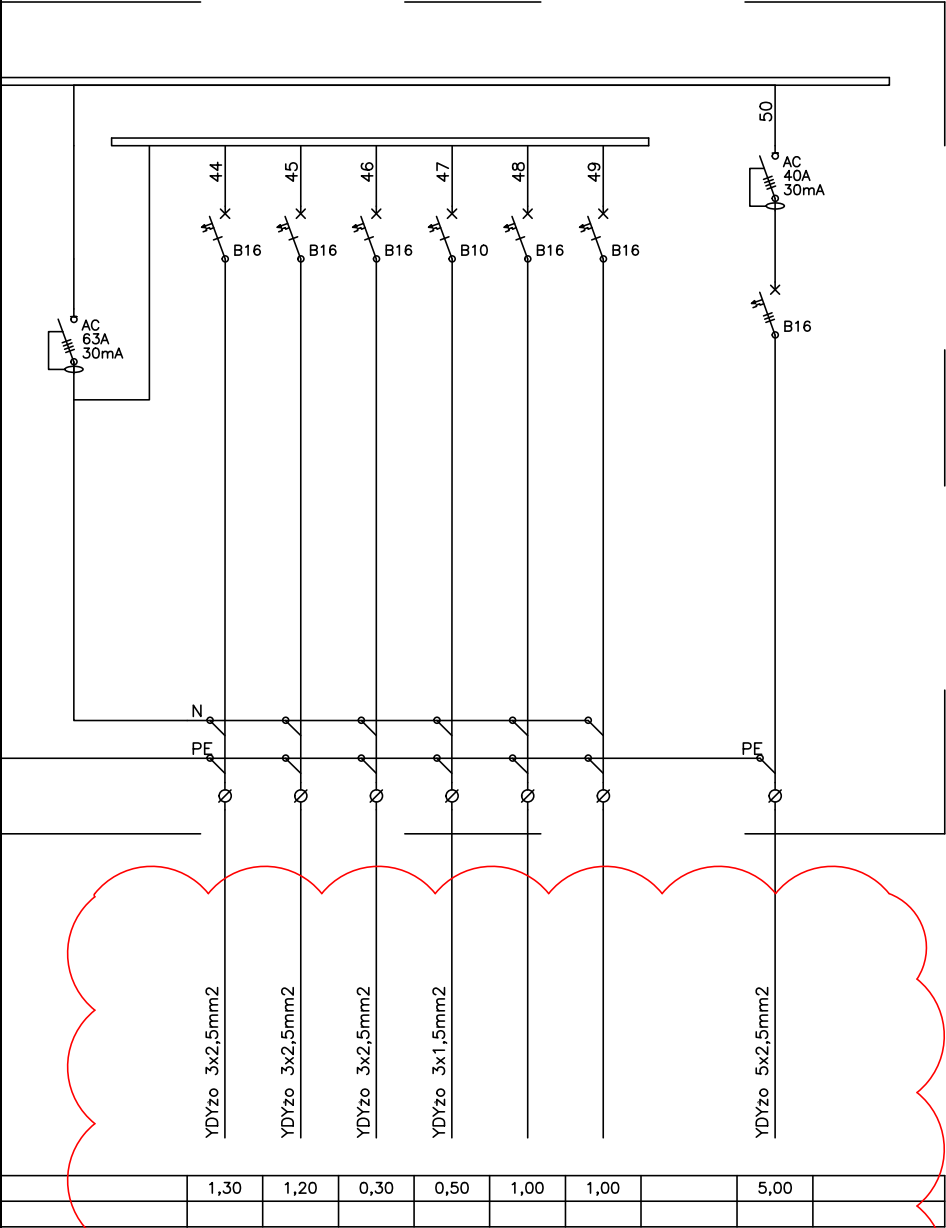 50
44
45
46
47
48
49
AC
40A
30mA
B16
B16
B16
B10
B16
B16
AC
63A
30mA
B16
N
PE
PE
YDYżo 3x2,5mm2
YDYżo 3x2,5mm2
YDYżo 3x2,5mm2
YDYżo 3x1,5mm2
YDYżo 5x2,5mm2
1,30 1,20 0,30 0,50 1,00 1,00 5,00